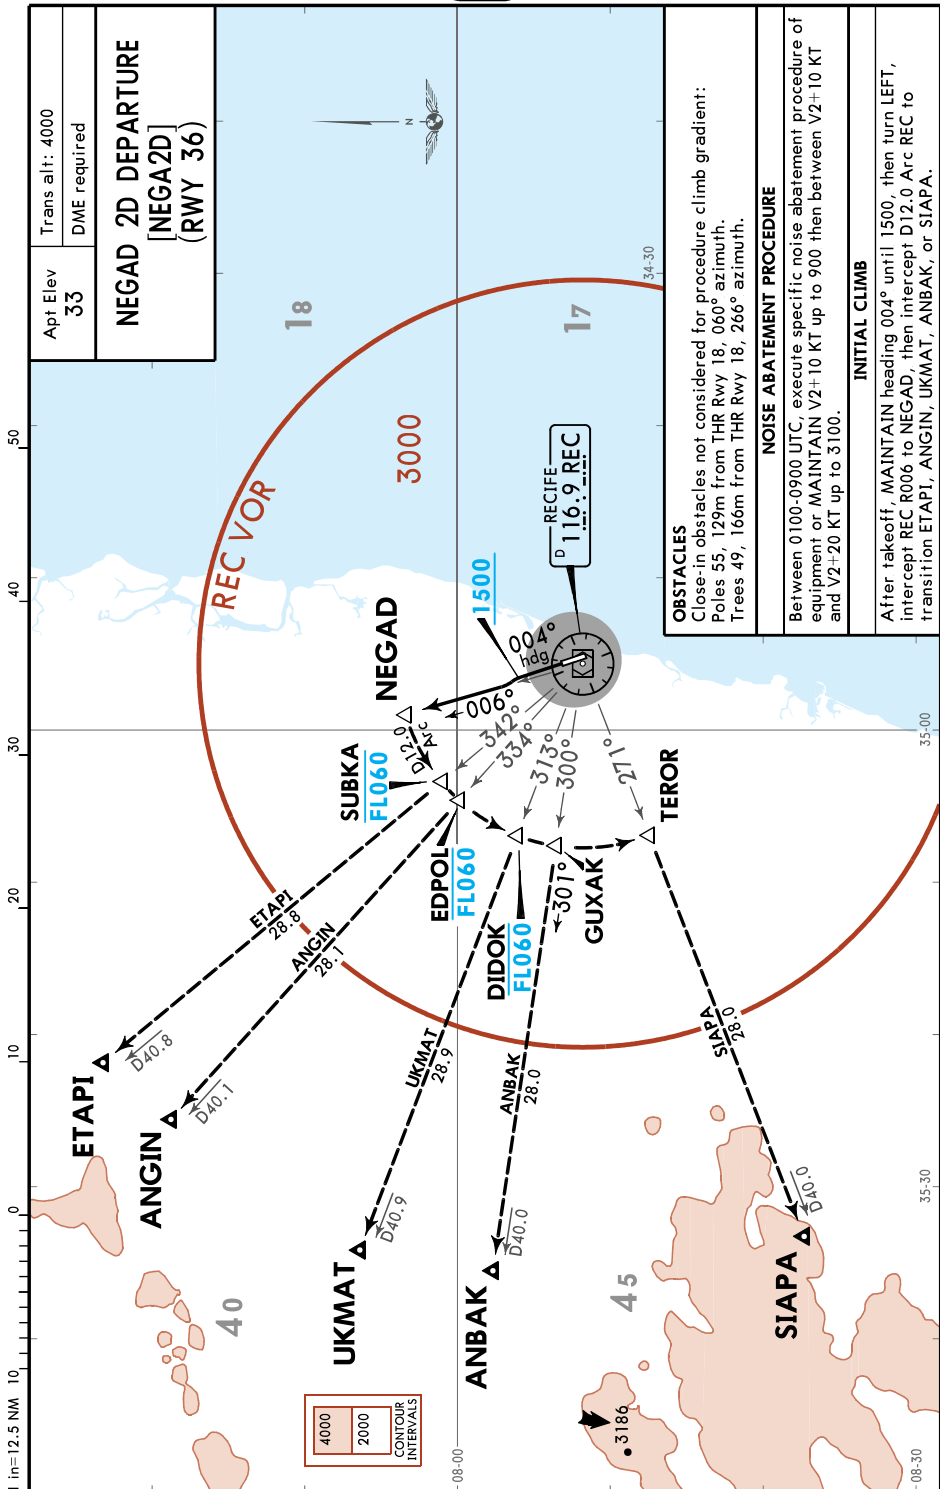 Apt Elev
33
Trans alt: 4000
DME required
NEGAD 2D DEPARTURE
[NEGA2D]
(RWY 36)
N
34-30
18
17
REC VOR
3000
RECIFE
D
116.9 REC
1500
004°
hdg
006°
NEGAD
D12.0
Arc
342°
334°
313°
300°
271°
SUBKA
FL060
EDPOL
FL060
DIDOK
FL060
301°
GUXAK
TEROR
35-00
ETAPI
28.8
ANGIN
28.1
UKMAT
28.9
ANBAK
28.0
SIAPA
28.0
D40.8
ETAPI
D40.1
ANGIN
D40.9
UKMAT
D40.0
ANBAK
D40.0
SIAPA
35-30
40
45
4000
2000
CONTOUR
INTERVALS
3186
08-00
08-30
1 in=12.5 NM
10
0
10
20
30
40
50
OBSTACLES
Close-in obstacles not considered for procedure climb gradient:
Poles 55, 129m from THR Rwy 18, 060° azimuth.
Trees 49, 166m from THR Rwy 18, 266° azimuth.
NOISE ABATEMENT PROCEDURE
Between 0100-0900 UTC, execute specific noise abatement procedure of
equipment or MAINTAIN V2+10 KT up to 900 then between V2+10 KT
and V2+20 KT up to 3100.
INITIAL CLIMB
After takeoff, MAINTAIN heading 004° until 1500, then turn LEFT,
intercept REC R006 to NEGAD, then intercept D12.0 Arc REC to
transition ETAPI, ANGIN, UKMAT, ANBAK, or SIAPA.